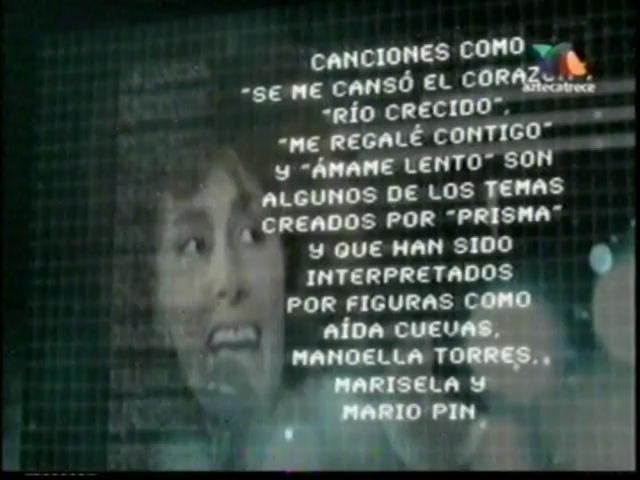 CANCIONES COMO
"SE ME CANSÓ EL CORAZÓN",
aztecatrece
"RÍO CRECIDO",
"ME REGALÉ CONTIGO"
Y "ÁMAME LENTO" SON
ALGUNOS DE LOS TEMAS
CREADOS POR "PRISMA"
Y QUE HAN SIDO
INTERPRETADOS
POR FIGURAS COMO
AÍDA CUEVAS,
MANOELLA TORRES,
MARISELA Y
MARIO PIN